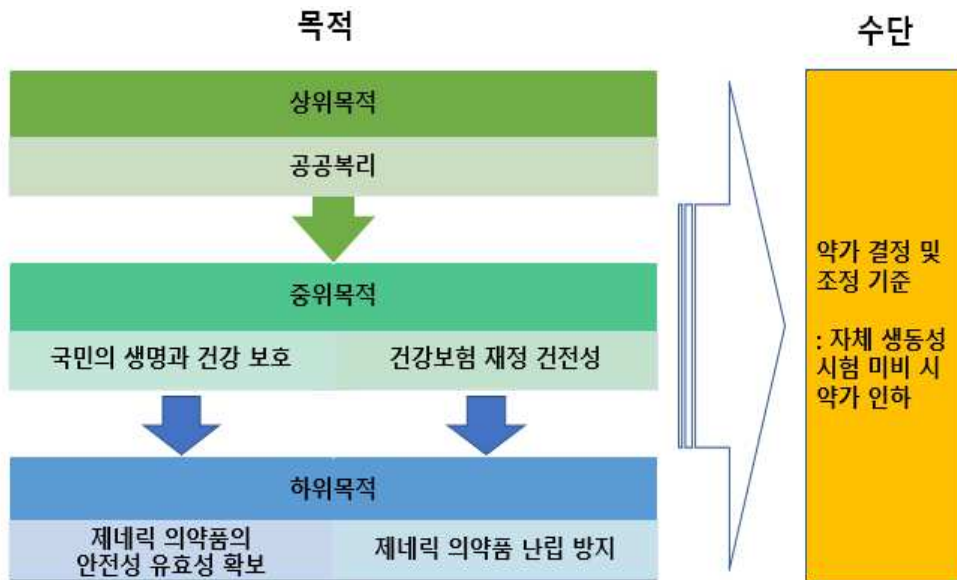 목적
상위목적
공공복리
중위목적
국민의 생명과 건강 보호
건강보험 재정 건전성
하위목적
제네릭 의약품의
안전성 유효성 확보
제네릭 의약품 난립 방지
수단
약가 결정 및
조정 기준
: 자체 생동성
시험 미비 시
약가 인하